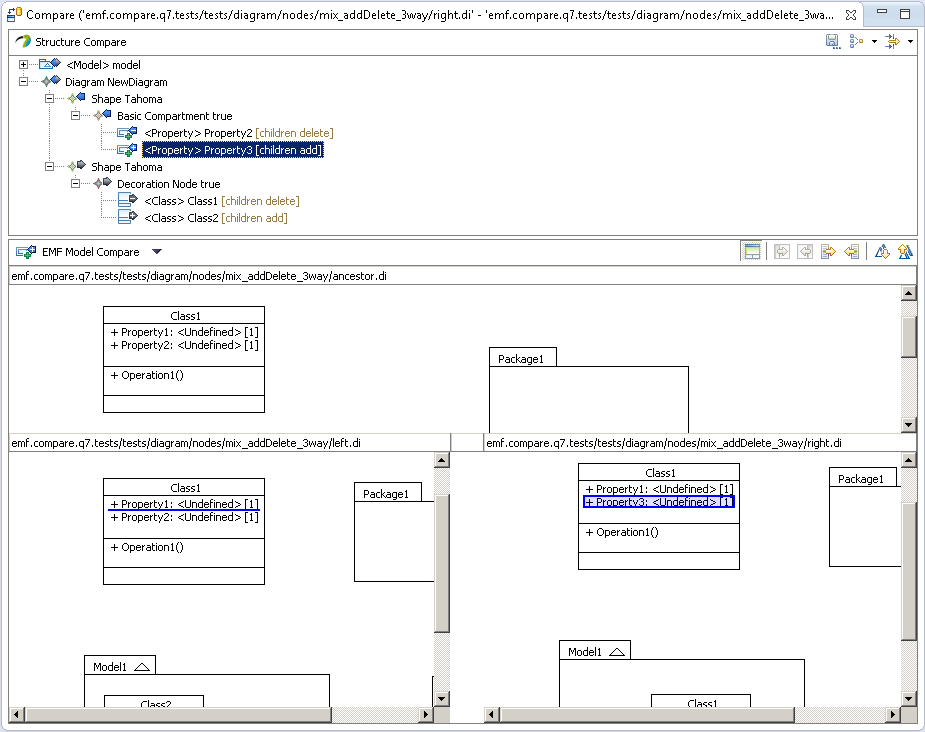 Compare ('emf.compare.q7.tests/tests/diagram/nodes/mix_addDelete_3way/right.di' - 'emf.compare.q7.tests/tests/diagram/nodes/mix_addDelete_3wa...
Structure Compare
<Model> model
Diagram NewDiagram
Shape Tahoma
Basic Compartment true
<Property> Property2 [children delete]
<Property> Property3 [children add]
Shape Tahoma
Decoration Node true
<Class> Class1 [children delete]
<Class> Class2 [children add]
EMF Model Compare
emf.compare.q7.tests/tests/diagram/nodes/mix_addDelete_3way/ancestor.di
Class1
+ Property1: <Undefined> [1]
+ Property2: <Undefined> [1]
+ Operation1()
Package1
emf.compare.q7.tests/tests/diagram/nodes/mix_addDelete_3way/left.di
Class1
+ Property1: <Undefined> [1]
+ Property2: <Undefined> [1]
+ Operation1()
Package1
Model1
Class2
emf.compare.q7.tests/tests/diagram/nodes/mix_addDelete_3way/right.di
Class1
+ Property1: <Undefined> [1]
+ Property3: <Undefined> [1]
+ Operation1()
Package1
Model1
Class1